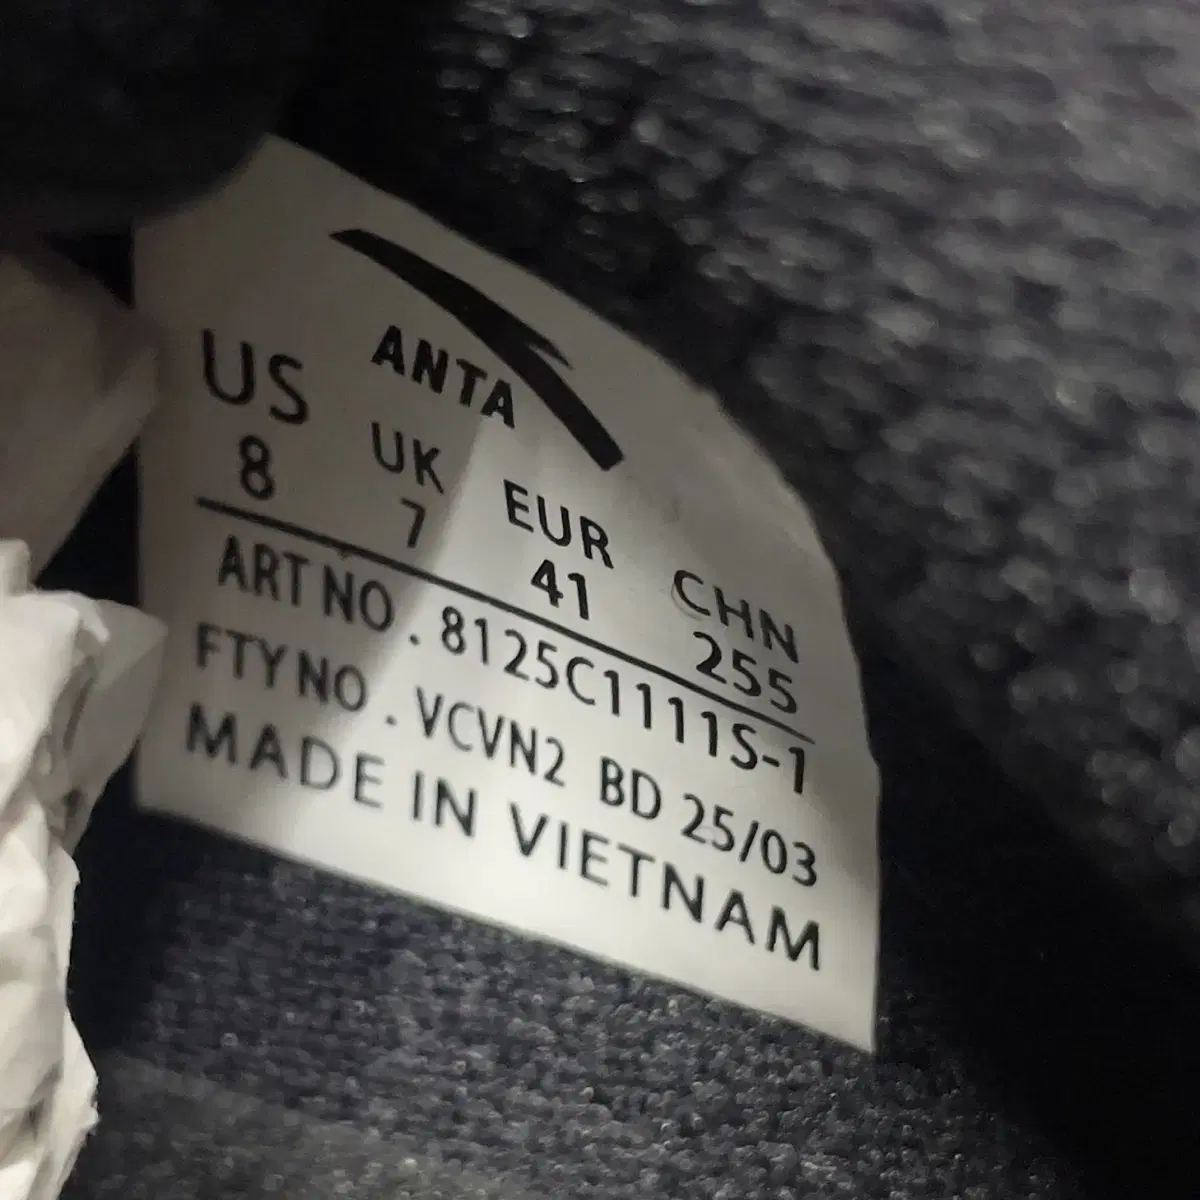 ANTA
US UK EUR CHN
8 7 41 255
ART NO . 8125C1111S-1
FTY NO . VCVN2 BD 25/03
MADE IN VIETNAM